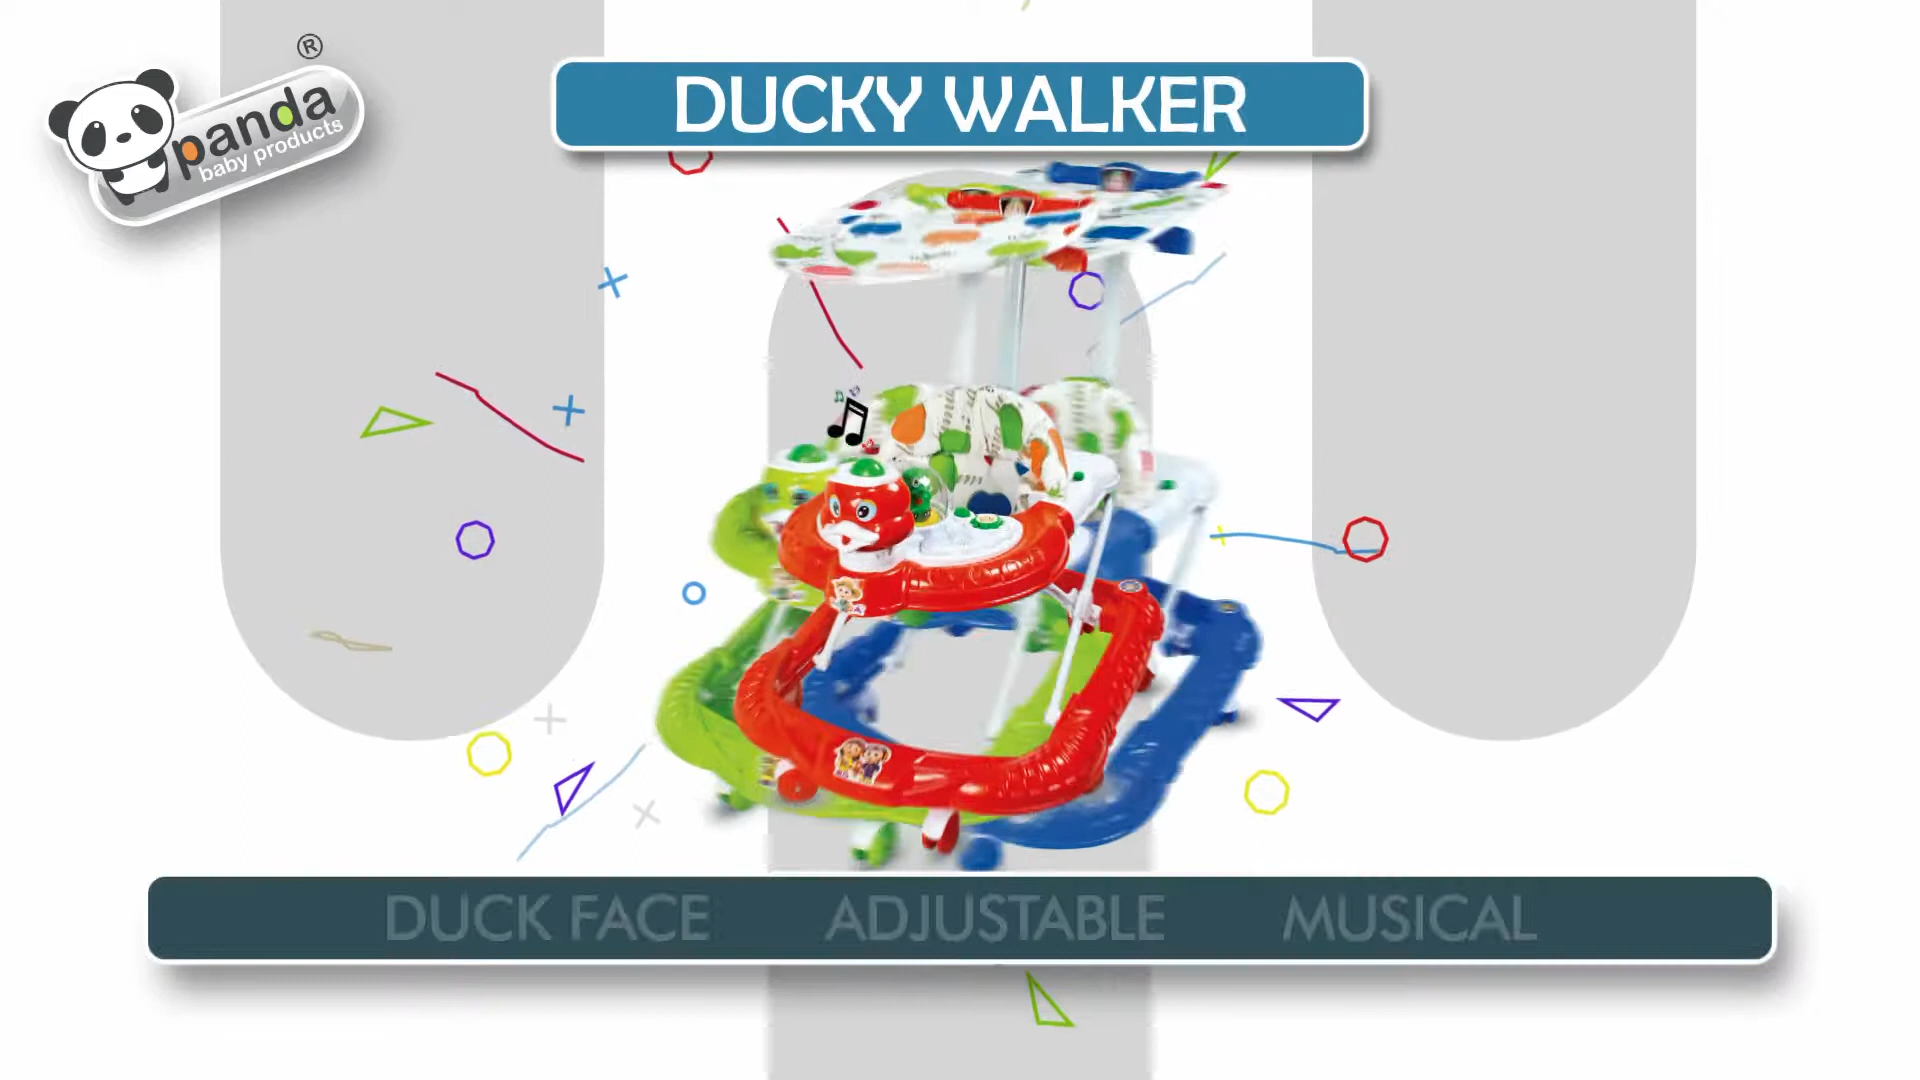 ®
panda
baby products
DUCKY WALKER
DUCK FACE ADJUSTABLE MUSICAL